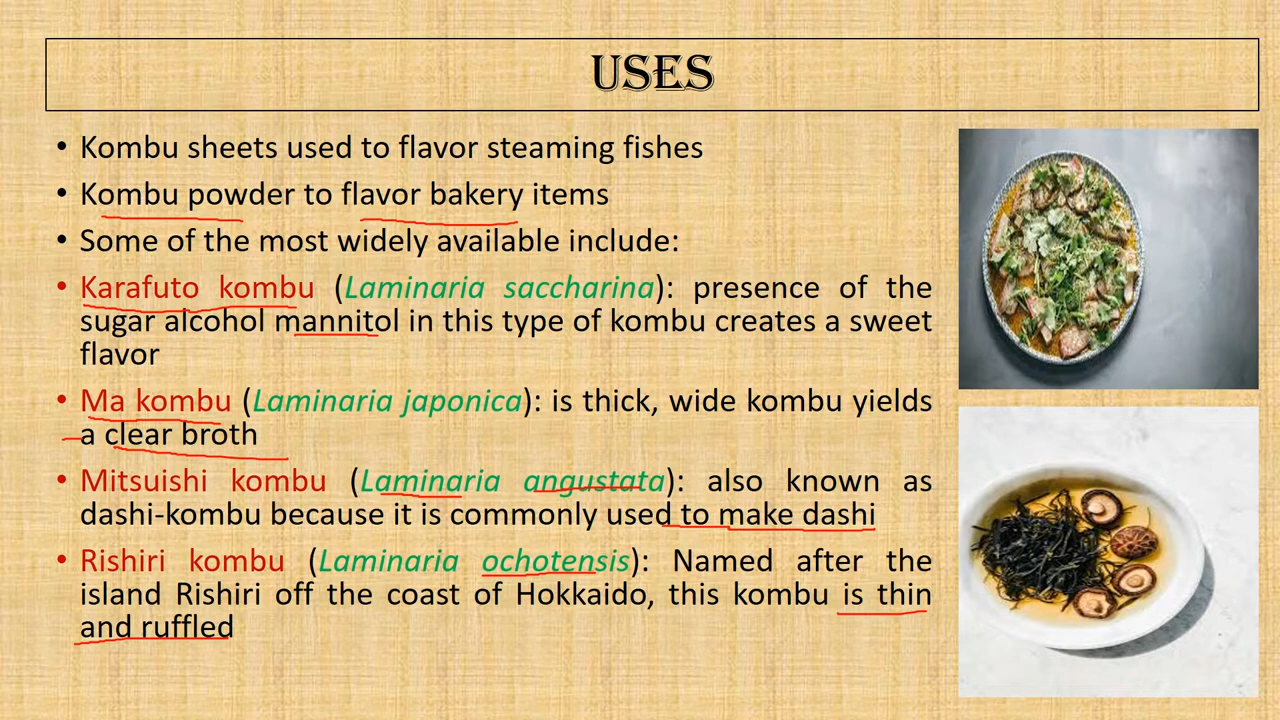 USES
• Kombu sheets used to flavor steaming fishes
• Kombu powder to flavor bakery items
• Some of the most widely available include:
• Karafuto kombu (Laminaria saccharina): presence of the
sugar alcohol mannitol in this type of kombu creates a sweet
flavor
• Ma kombu (Laminaria japonica): is thick, wide kombu yields
a clear broth
• Mitsuishi kombu (Laminaria angustata): also known as
dashi-kombu because it is commonly used to make dashi
• Rishiri kombu (Laminaria ochotensis): Named after the
island Rishiri off the coast of Hokkaido, this kombu is thin
and ruffled